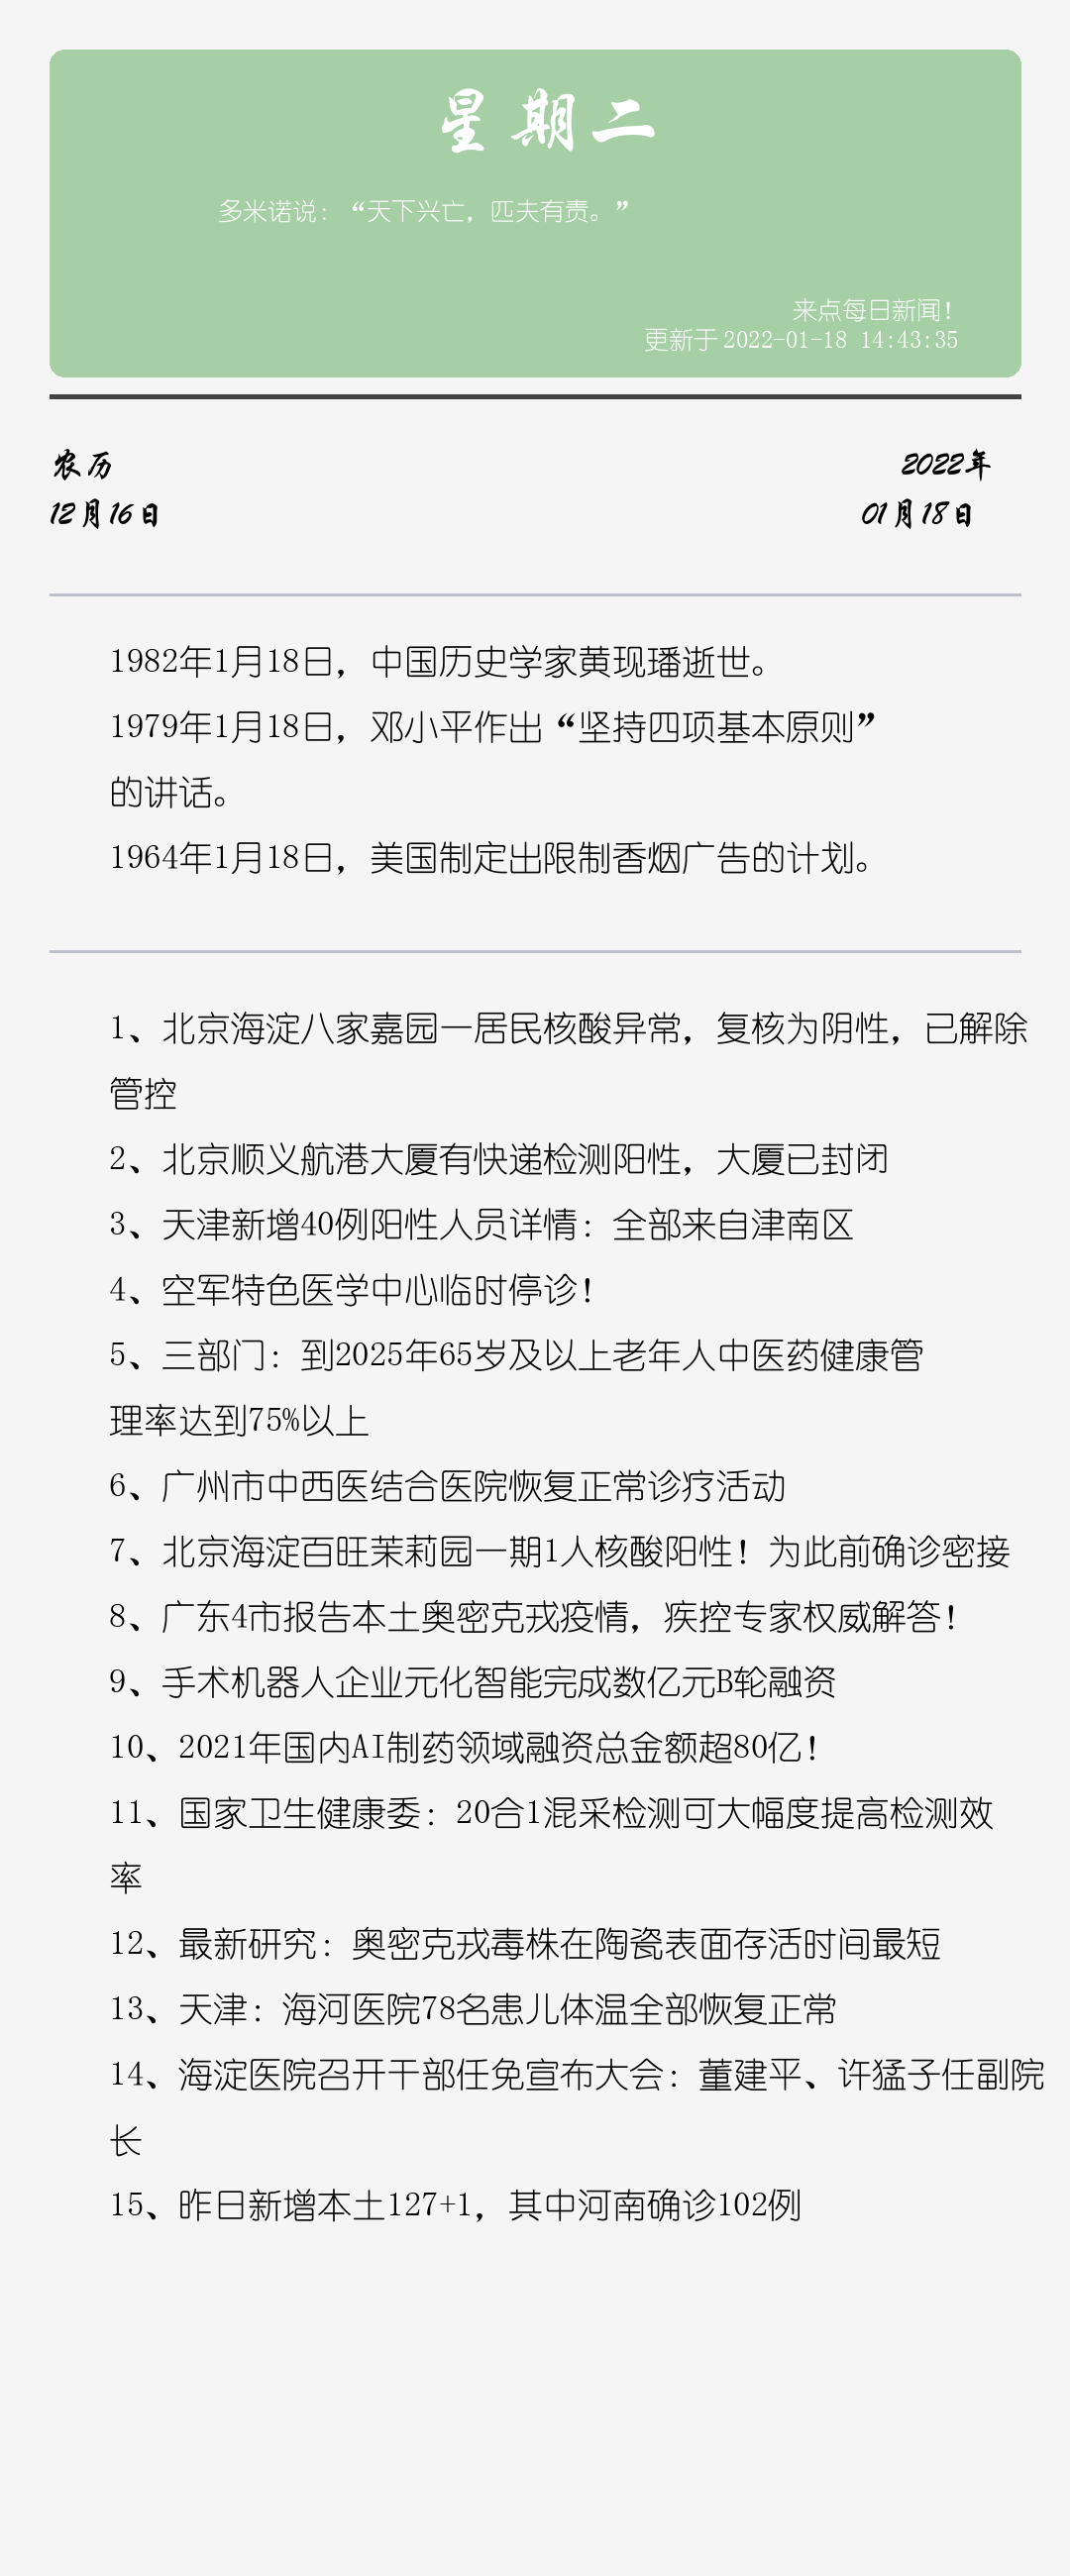 星期二
多米诺说：“天下兴亡，匹夫有责。”
来点每日新闻！
更新于 2022-01-18 14:43:35
农历
2022年
12月16日
01月18日
1982年1月18日，中国历史学家黄现璠逝世。
1979年1月18日，邓小平作出“坚持四项基本原则”
的讲话。
1964年1月18日，美国制定出限制香烟广告的计划。
1、北京海淀八家嘉园一居民核酸异常，复核为阴性，已解除
管控
2、北京顺义航港大厦有快递检测阳性，大厦已封闭
3、天津新增40例阳性人员详情：全部来自津南区
4、空军特色医学中心临时停诊！
5、三部门：到2025年65岁及以上老年人中医药健康管
理率达到75%以上
6、广州市中西医结合医院恢复正常诊疗活动
7、北京海淀百旺茉莉园一期1人核酸阳性！为此前确诊密接
8、广东4市报告本土奥密克戎疫情，疾控专家权威解答！
9、手术机器人企业元化智能完成数亿元B轮融资
10、2021年国内AI制药领域融资总金额超80亿！
11、国家卫生健康委：20合1混采检测可大幅度提高检测效
率
12、最新研究：奥密克戎毒株在陶瓷表面存活时间最短
13、天津：海河医院78名患儿体温全部恢复正常
14、海淀医院召开干部任免宣布大会：董建平、许猛子任副院
长
15、昨日新增本土127+1，其中河南确诊102例